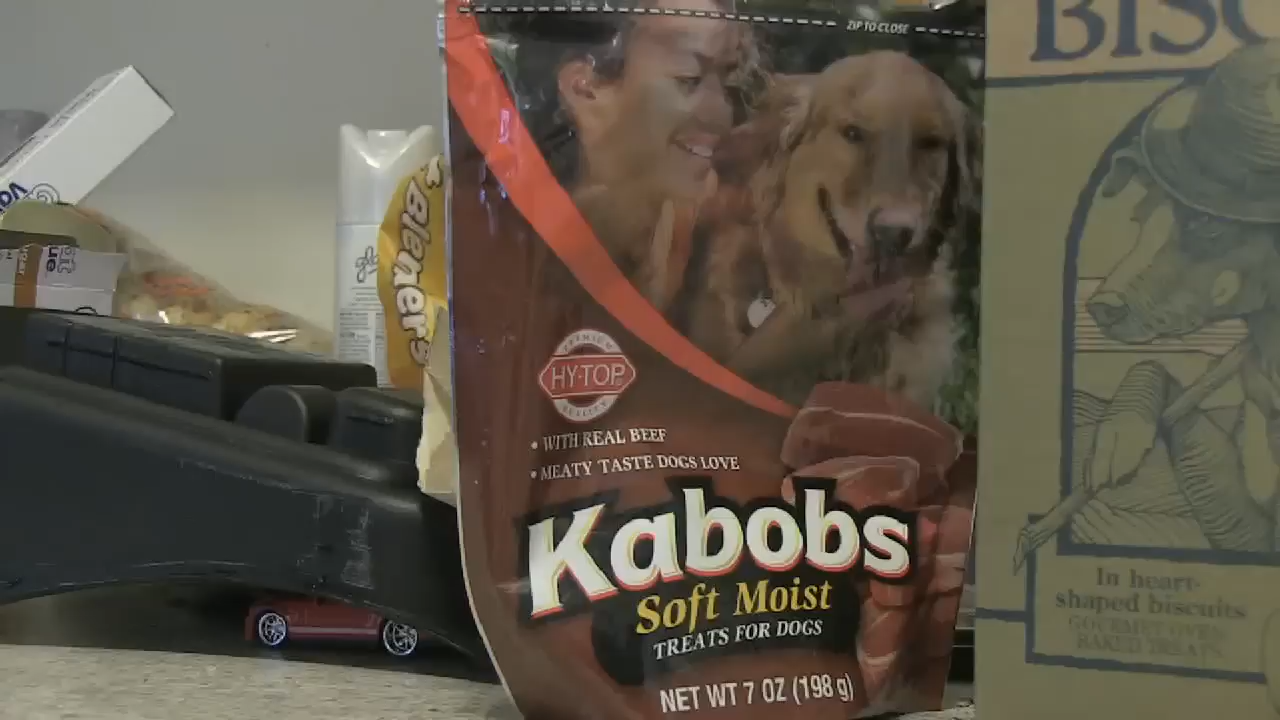 ZIP TO CLOSE
PREMIUM
HY-TOP
QUALITY
• WITH REAL BEEF
• MEATY TASTE DOGS LOVE
Kabobs
Soft Moist
TREATS FOR DOGS
NET WT 7 OZ (198 g)
BISC
In heart-
shaped biscuits
GOURMET OVEN
BAKED TREATS
Bleners
gla